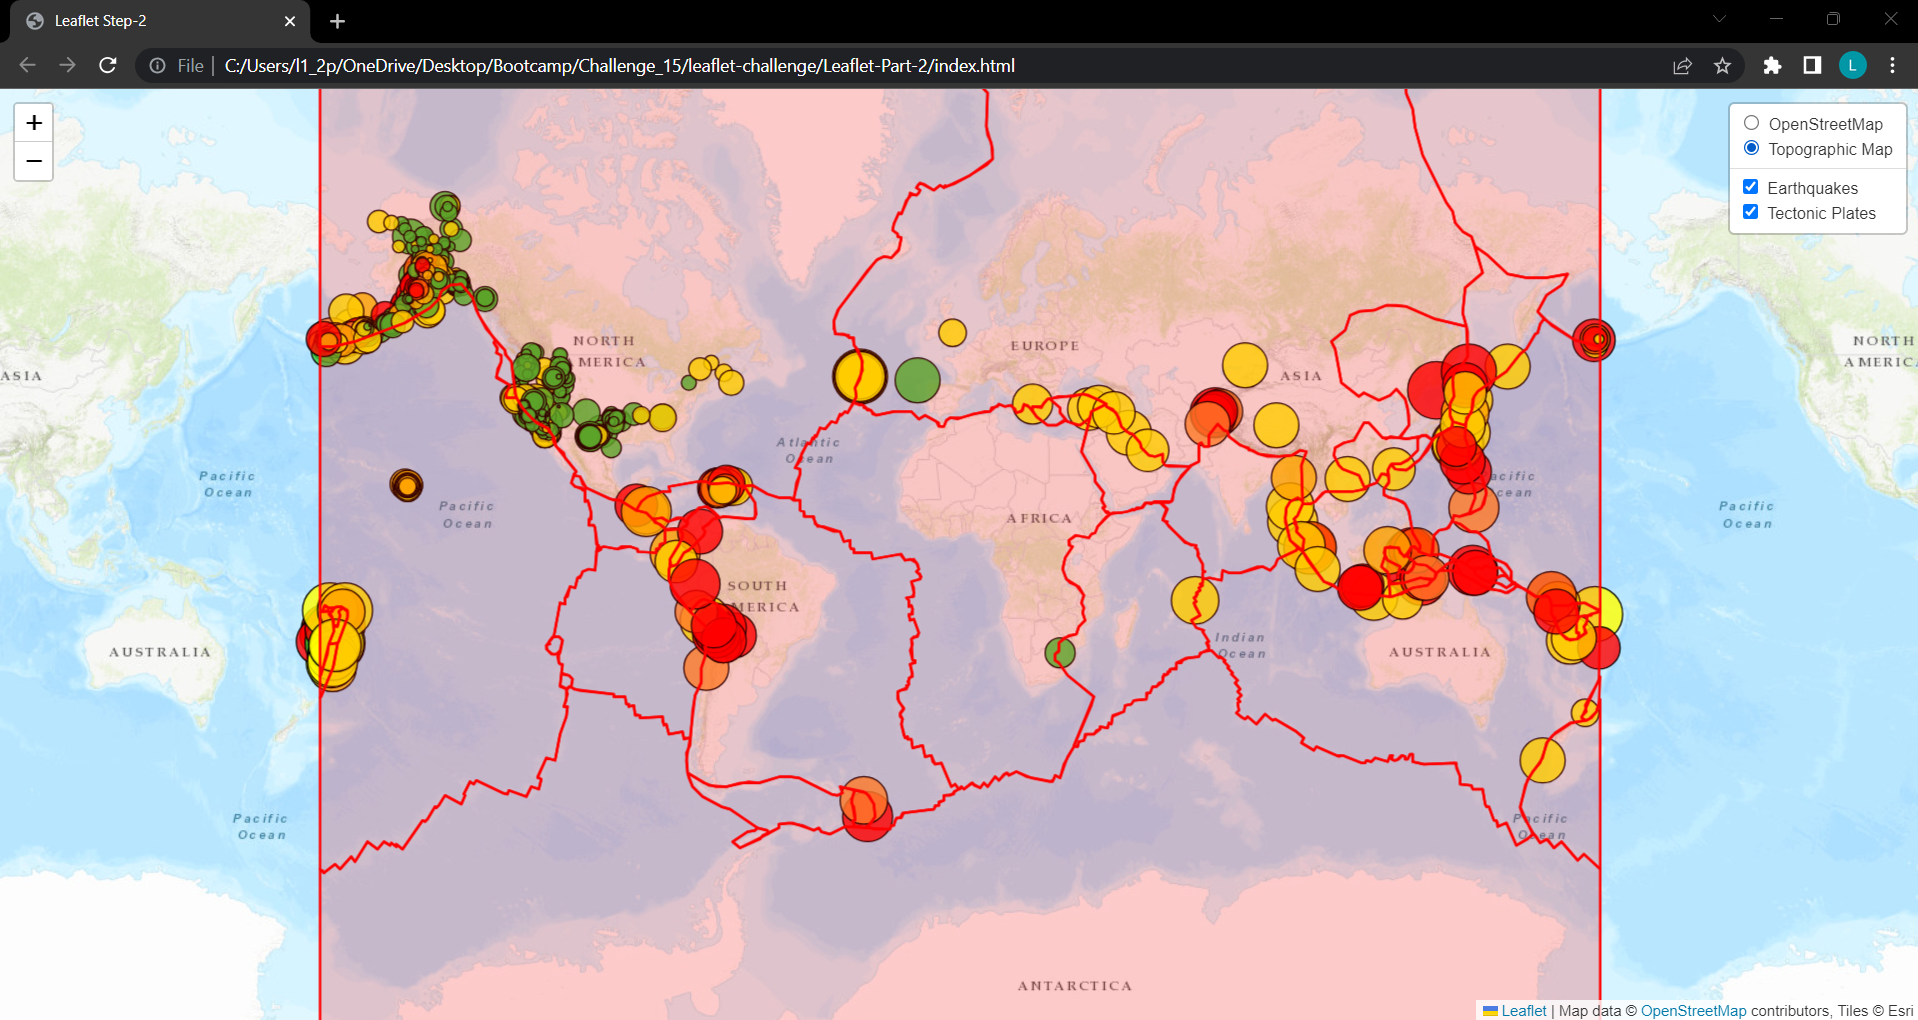 Leaflet Step-2
File | C:/Users/l1_2p/OneDrive/Desktop/Bootcamp/Challenge_15/leaflet-challenge/Leaflet-Part-2/index.html
L
+
−
OpenStreetMap
Topographic Map
Earthquakes
Tectonic Plates
NORTH
MERICA
EUROPE
ASIA
ASIA
NORTH
AMERIC
Atlantic
Ocean
Pacific
Ocean
Pacific
Ocean
acific
cean
Pacific
Ocean
AFRICA
SOUTH
MERICA
Indian
Ocean
AUSTRALIA
AUSTRALIA
Pacific
Ocean
Pacific
Ocean
ANTARCTICA
Leaflet | Map data © OpenStreetMap contributors, Tiles © Esri